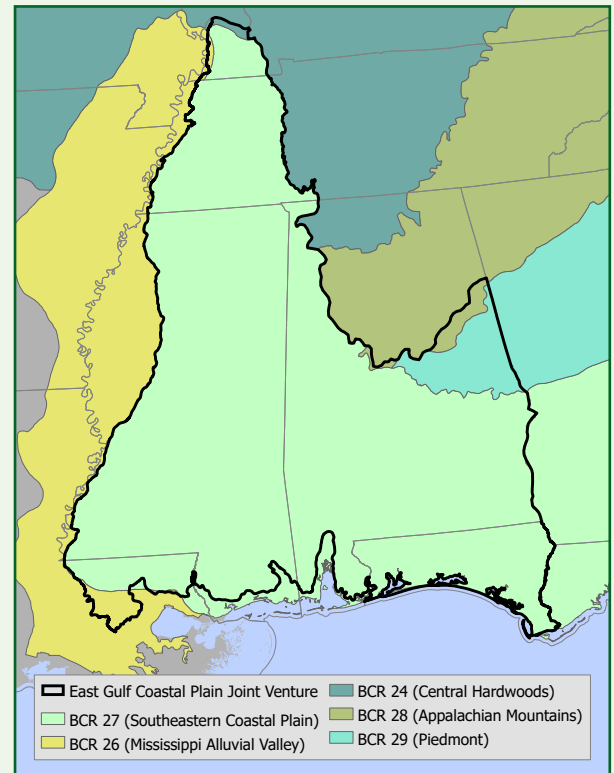 East Gulf Coastal Plain Joint Venture
BCR 27 (Southeastern Coastal Plain)
BCR 26 (Mississippi Alluvial Valley)
BCR 24 (Central Hardwoods)
BCR 28 (Appalachian Mountains)
BCR 29 (Piedmont)